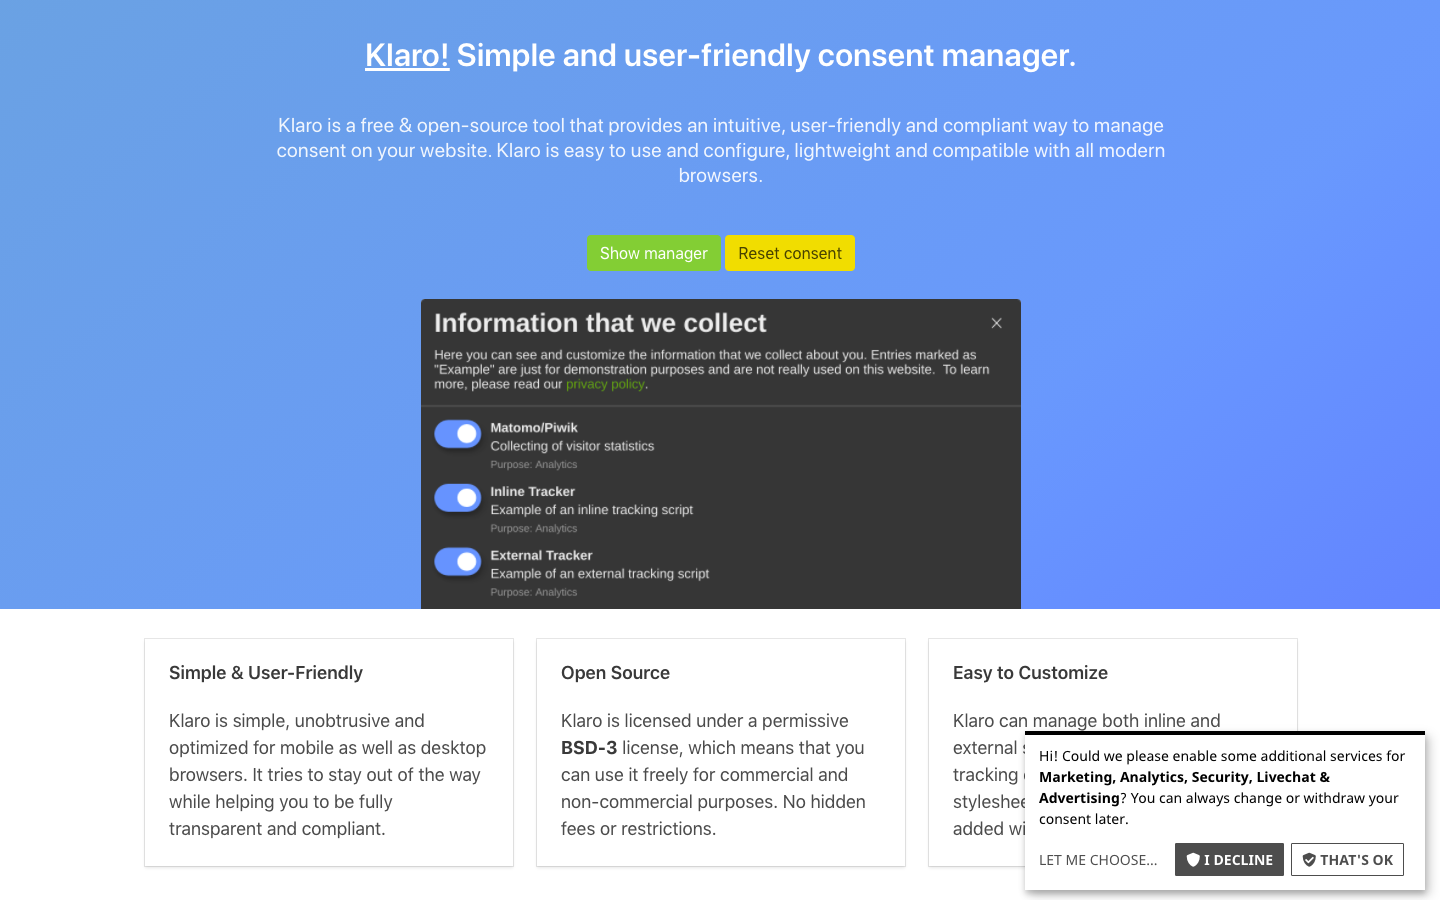 Klaro! Simple and user-friendly consent manager.
Klaro is a free & open-source tool that provides an intuitive, user-friendly and compliant way to manage
consent on your website. Klaro is easy to use and configure, lightweight and compatible with all modern
browsers.
Show manager
Reset consent
Information that we collect
Here you can see and customize the information that we collect about you. Entries marked as
"Example" are just for demonstration purposes and are not really used on this website. To learn
more, please read our privacy policy.
Matomo/Piwik
Collecting of visitor statistics
Purpose: Analytics
Inline Tracker
Example of an inline tracking script
Purpose: Analytics
External Tracker
Example of an external tracking script
Purpose: Analytics
Simple & User-Friendly
Klaro is simple, unobtrusive and
optimized for mobile as well as desktop
browsers. It tries to stay out of the way
while helping you to be fully
transparent and compliant.
Open Source
Klaro is licensed under a permissive
BSD-3 license, which means that you
can use it freely for commercial and
non-commercial purposes. No hidden
fees or restrictions.
Easy to Customize
Klaro can manage both inline and
external
tracking
added
Hi! Could we please enable some additional services for
Marketing, Analytics, Security, Livechat &
Advertising? You can always change or withdraw your
consent later.
LET ME CHOOSE...
I DECLINE
THAT'S OK